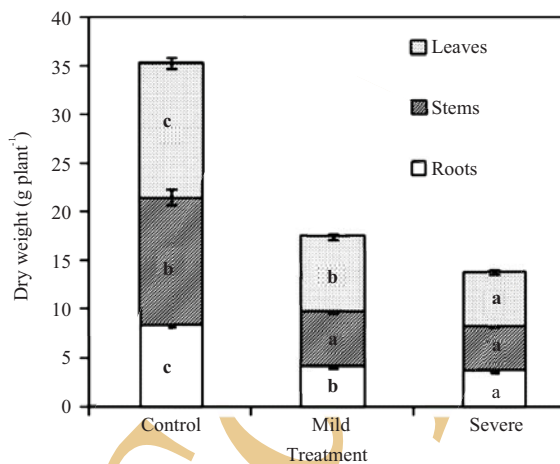 40
35
30
25
20
15
10
5
0
Dry weight (g plant-1)
Leaves
Stems
Roots
c
b
c
b
a
b
a
a
a
Control Mild Severe
Treatment